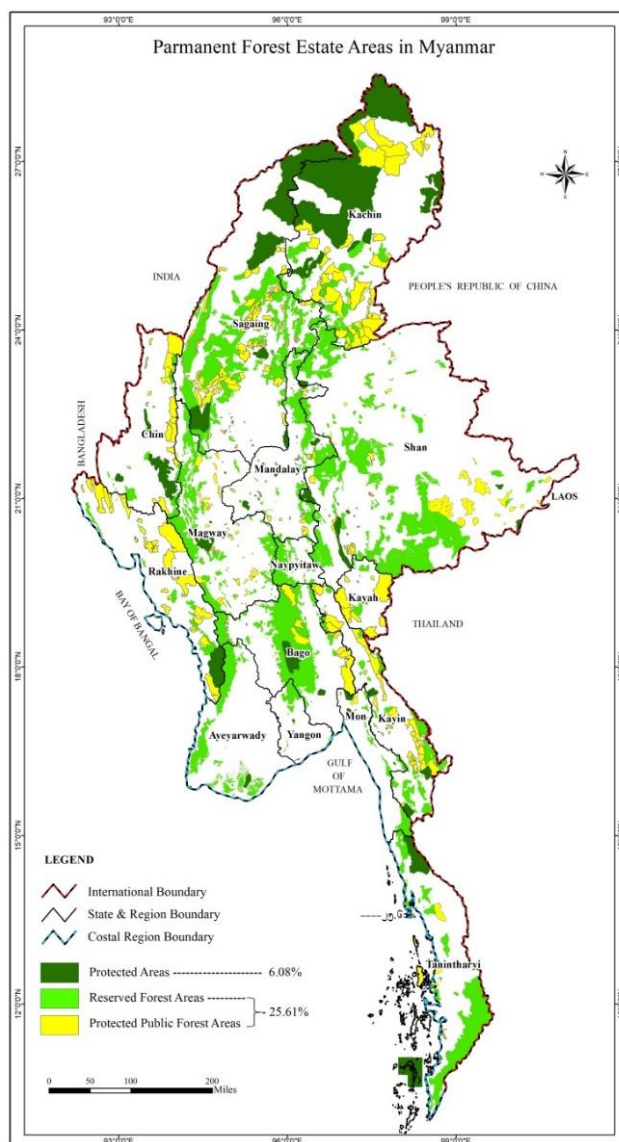 93°0'0"E 96°0'0"E 99°0'0"E
Parmanent Forest Estate Areas in Myanmar
27°0'0"N
N
W E
S
Kachin
INDIA
PEOPLE'S REPUBLIC OF CHINA
Sagaing
24°0'0"N
BANGLADESH
Chin
Shan
Mandalay
21°0'0"N
LAOS
Magway
Naypyitaw
Rakhine
Kayah
BAY OF BANGAL
THAILAND
Bago
18°0'0"N
Mon
Kayin
Ayeyarwady
Yangon
GULF
OF
MOTTAMA
15°0'0"N
LEGEND
International Boundary
State & Region Boundary
Costal Region Boundary
Tanintharyi
Protected Areas ---------------------- 6.08%
Reserved Forest Areas ---------
25.61%
Protected Public Forest Areas
12°0'0"N
0 50 100 200
Miles
93°0'0"E 96°0'0"E 99°0'0"E